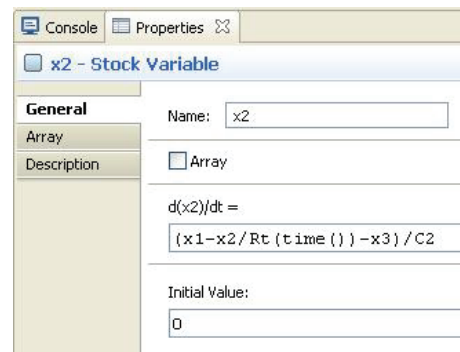 Console Properties
x2 - Stock Variable
General
Array
Description
Name: x2
Array
d(x2)/dt =
(x1-x2/Rt(time())-x3)/C2
Initial Value:
0